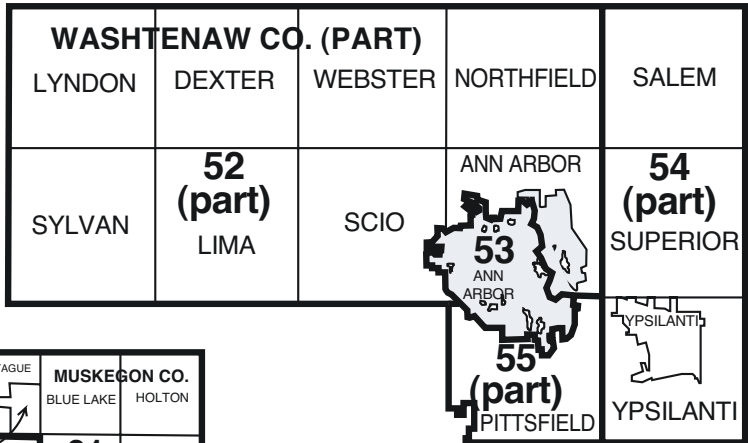 WASHTENAW CO. (PART)
LYNDON DEXTER WEBSTER NORTHFIELD SALEM
52
(part)
ANN ARBOR
54
(part)
SYLVAN LIMA SCIO SUPERIOR
53
ANN
ARBOR
YPSILANTI
55
(part)
PITTSFIELD YPSILANTI
MUSKEGON CO.
BLUE LAKE HOLTON